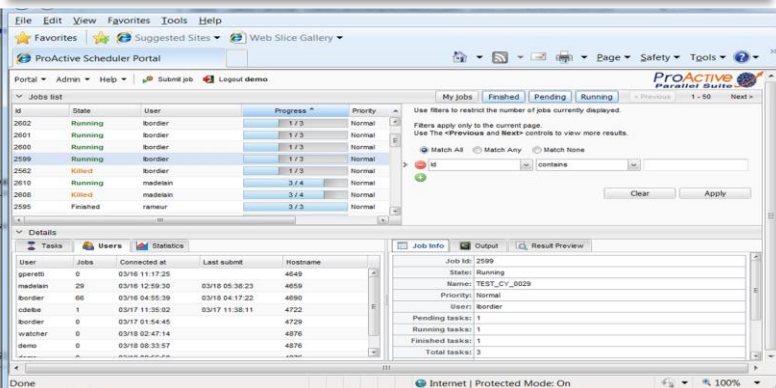 File Edit View Favorites Tools Help
Favorites Suggested Sites Web Slice Gallery
ProActive Scheduler Portal Page Safety Tools
Portal Admin Help Submit job Logout demo ProActive Parallel Suite
Jobs list My jobs Finished Pending Running < Previous 1 - 50 Next >
Id State User Progress Priority
2602 Running lbordier 1 / 3 Normal
2601 Running lbordier 1 / 3 Normal
2600 Running lbordier 1 / 3 Normal
2599 Running lbordier 1 / 3 Normal
2562 Killed lbordier 1 / 3 Normal
2610 Running madelain 3 / 4 Normal
2608 Killed madelain 3 / 4 Normal
2595 Finished rameur 3 / 3 Normal
Use filters to restrict the number of jobs currently displayed.
Filters apply only to the current page.
Use The <Previous and Next> controls to view more results.
Match All Match Any Match None
Id contains
Clear Apply
Details
Tasks Users Statistics
User Jobs Connected at Last submit Hostname
gperetti 0 03/16 11:17:25 4649
madelain 29 03/16 12:59:30 03/18 05:38:23 4659
lbordier 66 03/16 04:55:39 03/18 04:17:22 4690
cdelbe 1 03/17 11:35:02 03/17 11:38:11 4722
lbordier 0 03/17 01:54:45 4729
watcher 0 03/18 02:47:14 4876
demo 0 03/18 08:33:57 4876
Job Info Output Result Preview
Job Id: 2599
State: Running
Name: TEST_CY_0029
Priority: Normal
User: lbordier
Pending tasks: 1
Running tasks: 1
Finished tasks: 1
Total tasks: 3
Done Internet | Protected Mode: On 100%